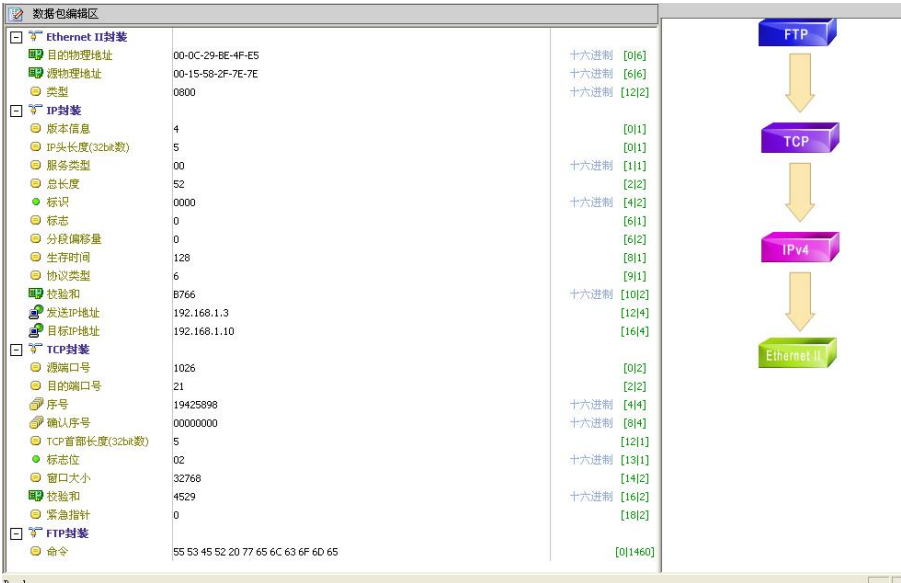 数据包编辑区
Ethernet II封装
目的物理地址 00-0C-29-BE-4F-E5 十六进制 [0|6]
源物理地址 00-15-58-2F-7E-7E 十六进制 [6|6]
类型 0800 十六进制 [12|2]
IP封装
版本信息 4 [0|1]
IP头长度(32bit数) 5 [0|1]
服务类型 00 十六进制 [1|1]
总长度 52 [2|2]
标识 0000 十六进制 [4|2]
标志 0 [6|1]
分段偏移量 0 [6|2]
生存时间 128 [8|1]
协议类型 6 [9|1]
校验和 B766 十六进制 [10|2]
发送IP地址 192.168.1.3 [12|4]
目标IP地址 192.168.1.10 [16|4]
TCP封装
源端口号 1026 [0|2]
目的端口号 21 [2|2]
序号 19425898 十六进制 [4|4]
确认序号 00000000 十六进制 [8|4]
TCP首部长度(32bit数) 5 [12|1]
标志位 02 十六进制 [13|1]
窗口大小 32768 [14|2]
校验和 4529 十六进制 [16|2]
紧急指针 0 [18|2]
FTP封装
命令 55 53 45 52 20 77 65 6C 63 6F 6D 65 [0|1460]
FTP
TCP
IPv4
Ethernet II